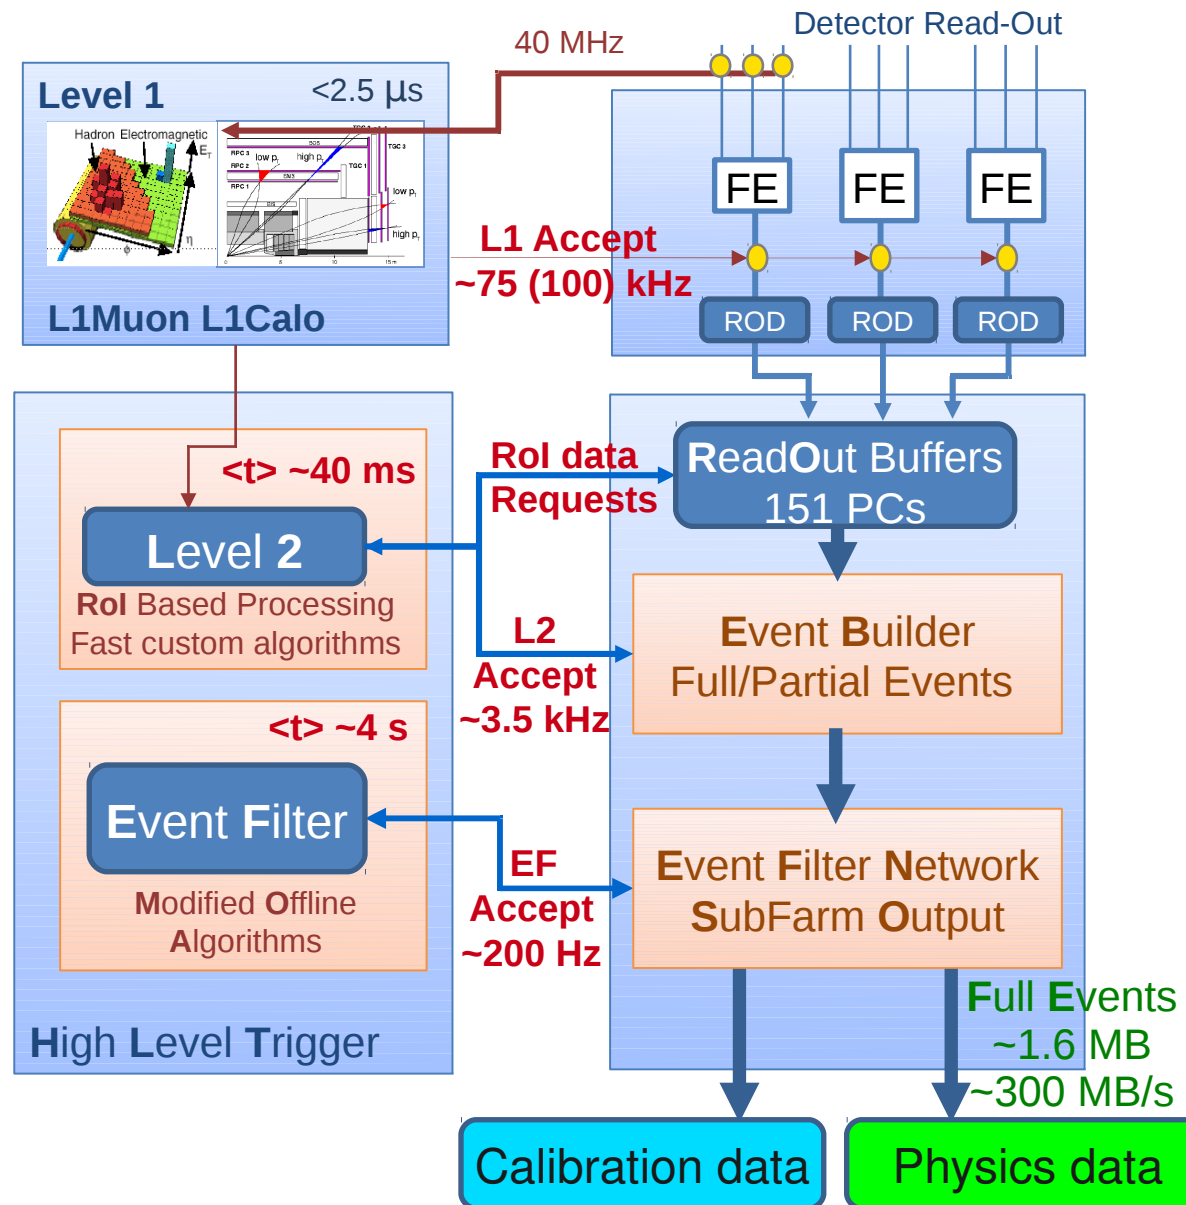 Detector Read-Out
40 MHz
Level 1
<2.5 µs
Hadron Electromagnetic
E_T
η
ϕ
RPC 3
RPC 2
RPC 1
low p_T
high p_T
TGC 1
TGC 3
low p_T
high p_T
0
5
10
15 m
L1Muon L1Calo
FE
FE
FE
L1 Accept
~75 (100) kHz
ROD
ROD
ROD
<t> ~40 ms
Level 2
RoI Based Processing
Fast custom algorithms
RoI data
Requests
ReadOut Buffers
151 PCs
L2
Accept
~3.5 kHz
Event Builder
Full/Partial Events
<t> ~4 s
Event Filter
Modified Offline
Algorithms
EF
Accept
~200 Hz
Event Filter Network
SubFarm Output
High Level Trigger
Full Events
~1.6 MB
~300 MB/s
Calibration data
Physics data